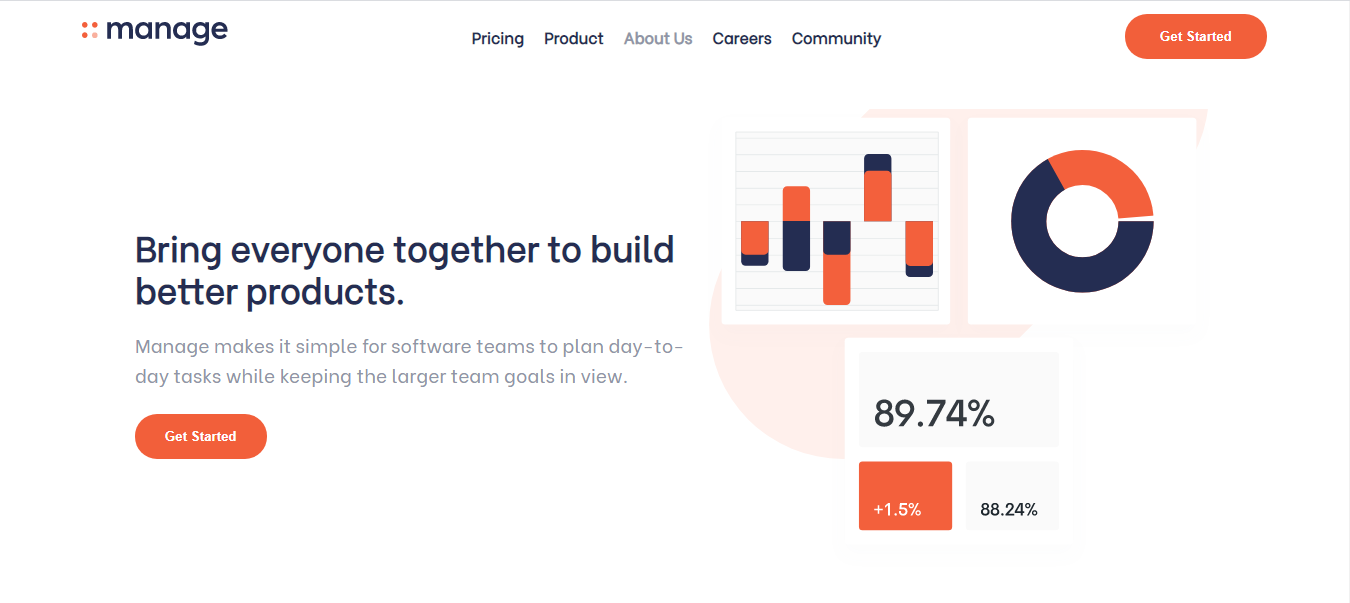 manage
Pricing Product About Us Careers Community
Get Started
Bring everyone together to build
better products.
Manage makes it simple for software teams to plan day-to-
day tasks while keeping the larger team goals in view.
Get Started
89.74%
+1.5%
88.24%